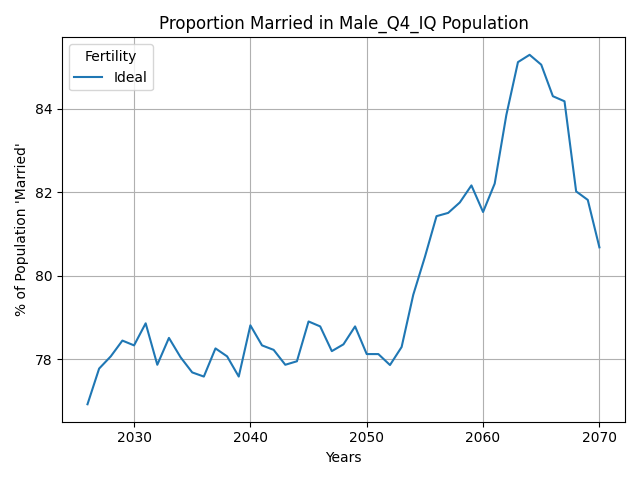 Proportion Married in Male_Q4_IQ Population
Fertility
Ideal
% of Population 'Married'
84
82
80
78
2030 2040 2050 2060 2070
Years